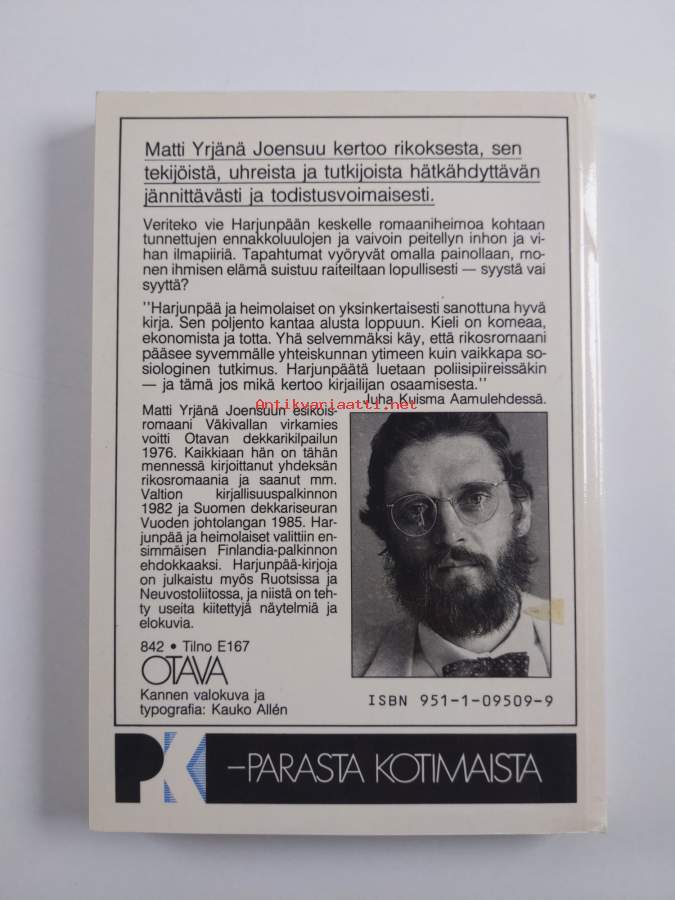 Matti Yrjänä Joensuu kertoo rikoksesta, sen
tekijöistä, uhreista ja tutkijoista hätkähdyttävän
jännittävästi ja todistusvoimaisesti.
Veriteko vie Harjunpään keskelle romaaniheimoa kohtaan
tunnettujen ennakkoluulojen ja vaivoin peitellyn inhon ja vi-
han ilmapiiriä. Tapahtumat vyöryvät omalla painollaan, mo-
nen ihmisen elämä suistuu raiteiltaan lopullisesti — syystä vai
syyttä?
"Harjunpää ja heimolaiset on yksinkertaisesti sanottuna hyvä
kirja. Sen poljento kantaa alusta loppuun. Kieli on komeaa,
ekonomista ja totta. Yhä selvemmäksi käy, että rikosromaani
pääsee syvemmälle yhteiskunnan ytimeen kuin vaikkapa so-
siologinen tutkimus. Harjunpäätä luetaan poliisipiireissäkin
— ja tämä jos mikä kertoo kirjailijan osaamisesta."
Juha Kuisma Aamulehdessä.
Antikvariaatti.net
Matti Yrjänä Joensuun esikois-
romaani Väkivallan virkamies
voitti Otavan dekkarikilpailun
1976. Kaikkiaan hän on tähän
mennessä kirjoittanut yhdeksän
rikosromaania ja saanut mm.
Valtion kirjallisuuspalkinnon
1982 ja Suomen dekkariseuran
Vuoden johtolangan 1985. Har-
junpää ja heimolaiset valittiin en-
simmäisen Finlandia-palkinnon
ehdokkaaksi. Harjunpää-kirjoja
on julkaistu myös Ruotsissa ja
Neuvostoliitossa, ja niistä on teh-
ty useita kiitettyjä näytelmiä ja
elokuvia.
842 • Tilno E167
OTAVA
Kannen valokuva ja
typografia: Kauko Allén
ISBN 951-1-09509-9
PK –PARASTA KOTIMAISTA